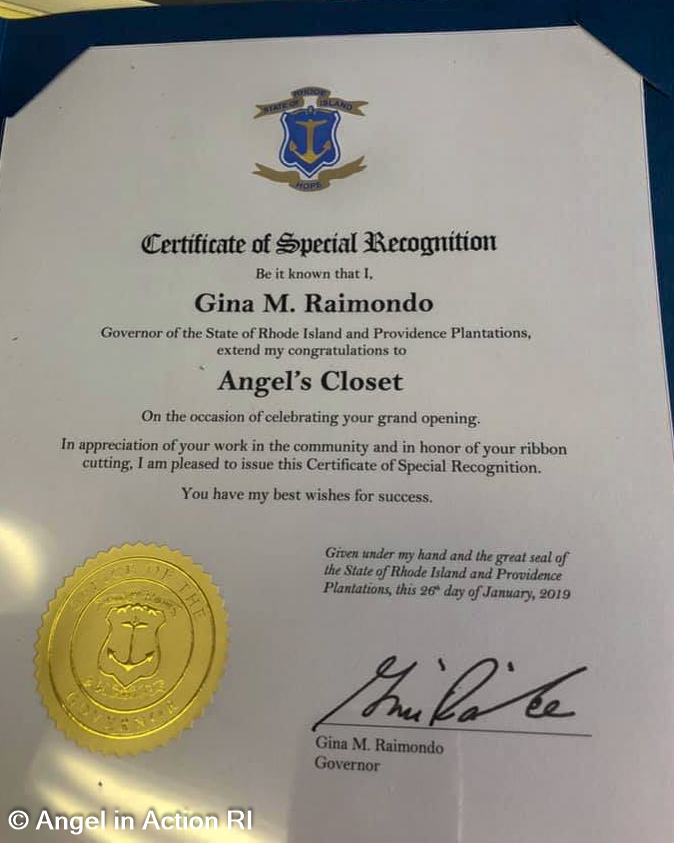 RHODE
STATE OF ISLAND
HOPE
Certificate of Special Recognition
Be it known that I,
Gina M. Raimondo
Governor of the State of Rhode Island and Providence Plantations,
extend my congratulations to
Angel's Closet
On the occasion of celebrating your grand opening.
In appreciation of your work in the community and in honor of your ribbon
cutting, I am pleased to issue this Certificate of Special Recognition.
You have my best wishes for success.
Given under my hand and the great seal of
the State of Rhode Island and Providence
Plantations, this 26th day of January, 2019
OFFICE OF THE
GOVERNOR
Gina M. Raimondo
Governor
© Angel in Action RI